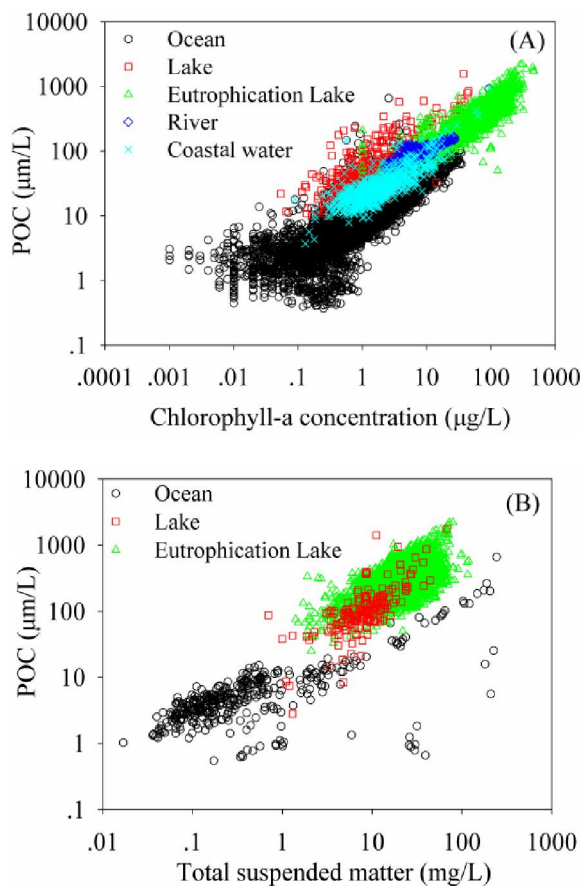 (A)
Ocean
Lake
Eutrophication Lake
River
Coastal water
10000
1000
100
10
1
.1
POC (μm/L)
.0001 .001 .01 .1 1 10 100 1000
Chlorophyll-a concentration (μg/L)
(B)
Ocean
Lake
Eutrophication Lake
10000
1000
100
10
1
.1
POC (μm/L)
.01 .1 1 10 100 1000
Total suspended matter (mg/L)